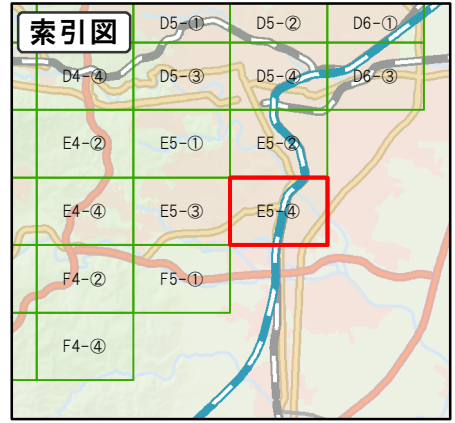 索引図
D5-① D5-② D6-①
D4-④ D5-③ D5-④ D6-③
E4-② E5-① E5-②
E4-④ E5-③ E5-④
F4-② F5-①
F4-④